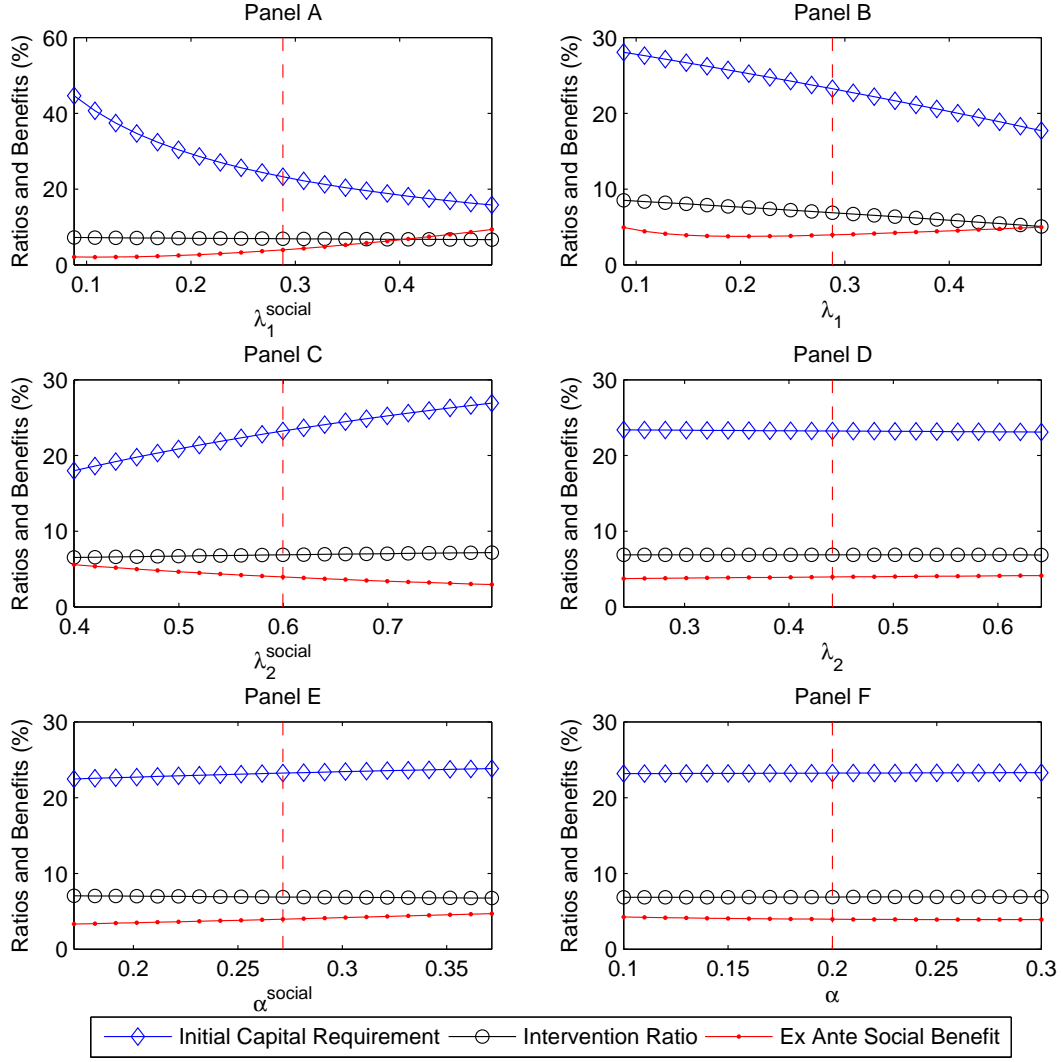 Panel A
Ratios and Benefits (%)
60
40
20
0
0.1 0.2 0.3 0.4
λ₁^social
Panel B
Ratios and Benefits (%)
30
20
10
0
0.1 0.2 0.3 0.4
λ₁
Panel C
Ratios and Benefits (%)
30
20
10
0
0.4 0.5 0.6 0.7
λ₂^social
Panel D
Ratios and Benefits (%)
30
20
10
0
0.3 0.4 0.5 0.6
λ₂
Panel E
Ratios and Benefits (%)
30
20
10
0
0.2 0.25 0.3 0.35
α^social
Panel F
Ratios and Benefits (%)
30
20
10
0
0.1 0.15 0.2 0.25 0.3
α
Initial Capital Requirement Intervention Ratio Ex Ante Social Benefit